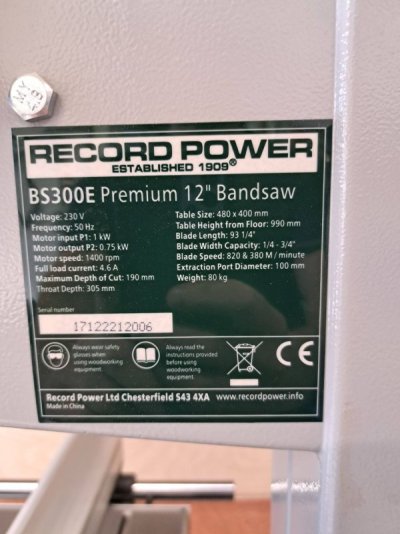 RECORD POWER
ESTABLISHED 1909®
BS300E Premium 12" Bandsaw
Voltage: 230 V
Frequency: 50 Hz
Motor input P1: 1 kW
Motor output P2: 0.75 kW
Motor speed: 1400 rpm
Full load current: 4.6 A
Maximum Depth of Cut: 190 mm
Throat Depth: 305 mm
Table Size: 480 x 400 mm
Table Height from Floor: 990 mm
Blade Length: 93 1/4"
Blade Width Capacity: 1/4 - 3/4"
Blade Speed: 820 & 380 M / minute
Extraction Port Diameter: 100 mm
Weight: 80kg
Serial number
17122212006
Always wear safety
glasses when
using woodworking
equipment.
Always read the
instructions provided
before using
woodworking
equipment.
CE
Record Power Ltd Chesterfield S43 4XA www.recordpower.info
Made in China